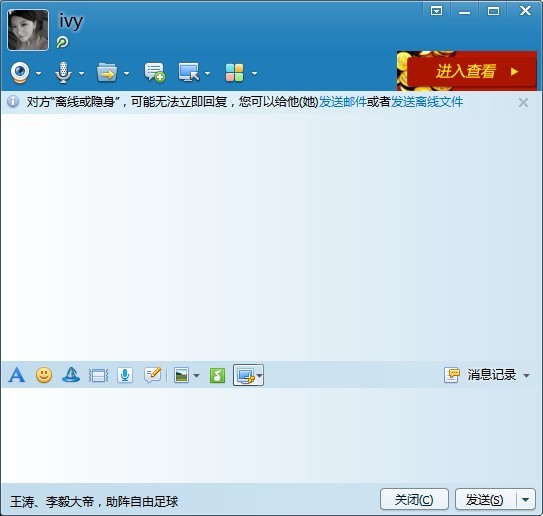 ivy
进入查看
对方“离线或隐身”，可能无法立即回复，您可以给他(她)发送邮件或者发送离线文件
消息记录
王涛、李毅大帝，助阵自由足球
关闭(C)
发送(S)